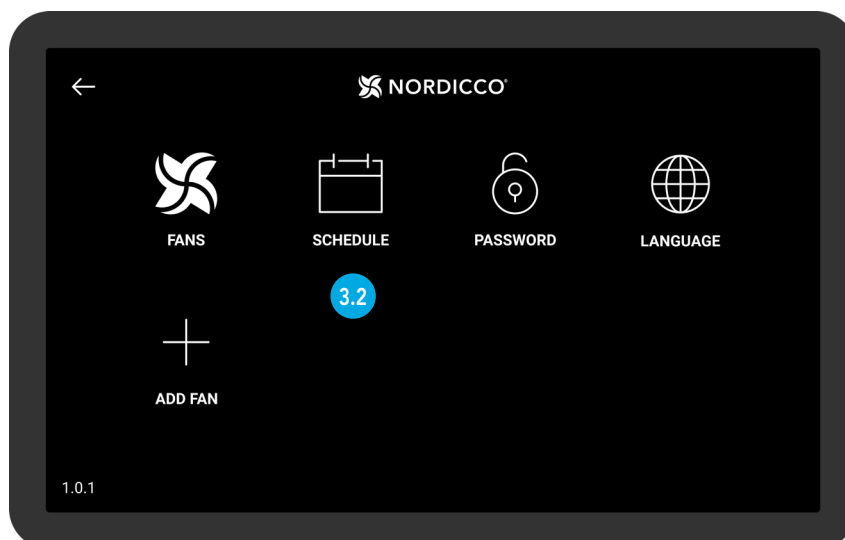 NORDICCO®
FANS
SCHEDULE
PASSWORD
LANGUAGE
3.2
ADD FAN
1.0.1